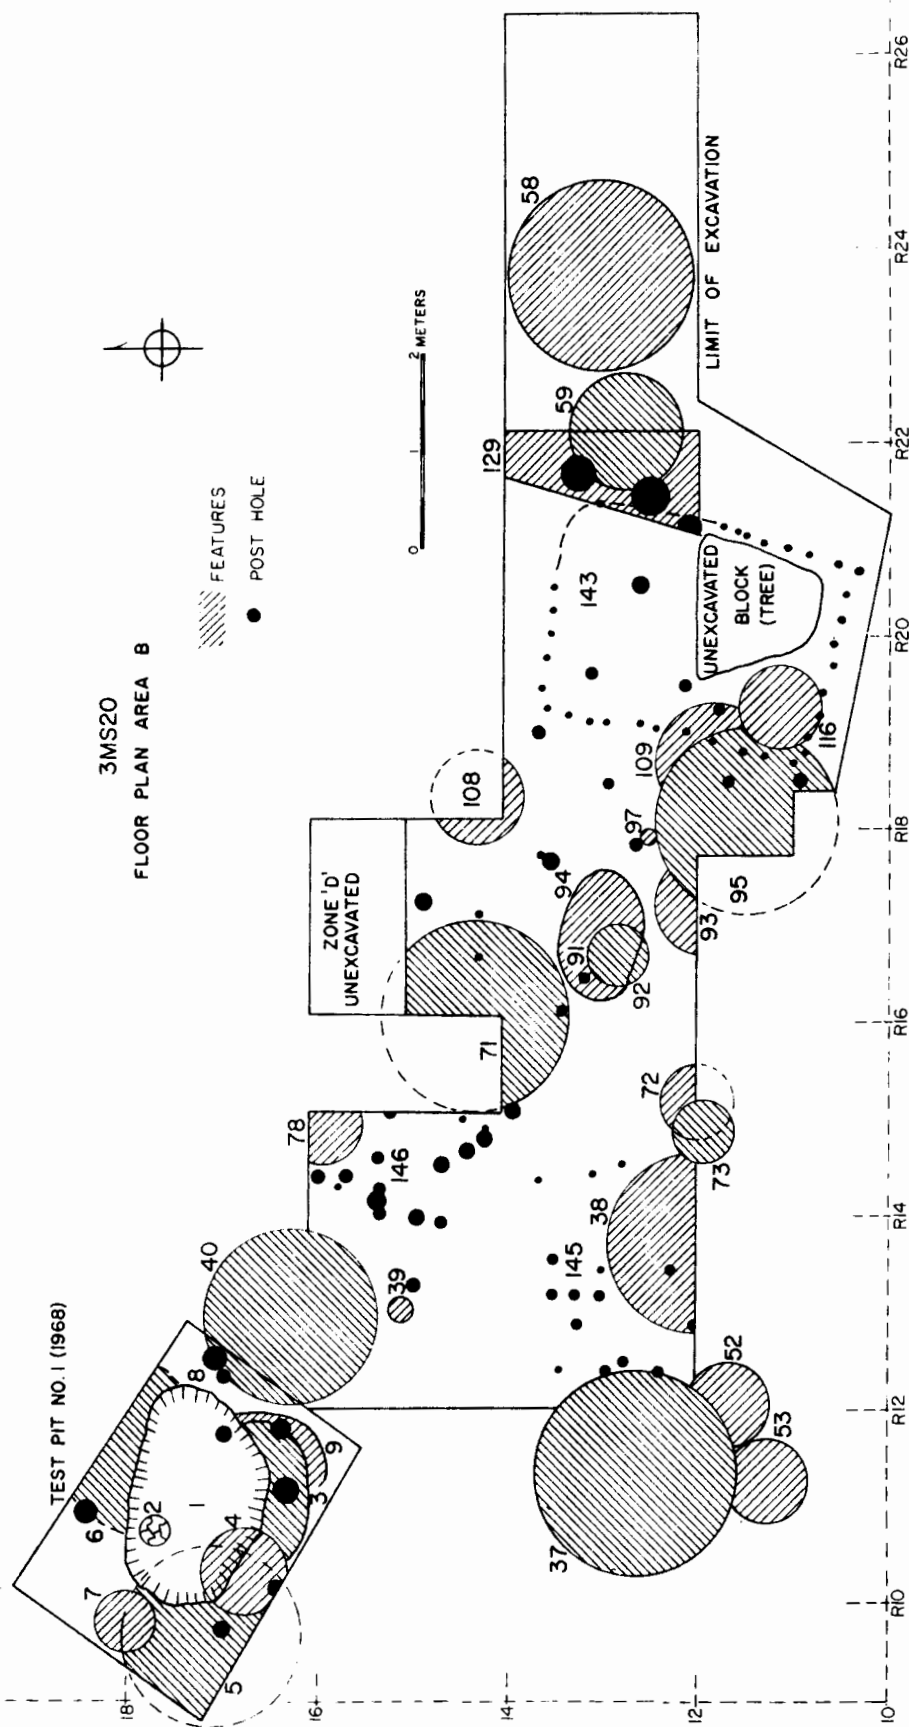 3MS20
FLOOR PLAN AREA B
FEATURES
POST HOLE
0 1 2 METERS
TEST PIT NO. 1 (1968)
ZONE 'D'
UNEXCAVATED
LIMIT OF EXCAVATION
UNEXCAVATED
BLOCK
(TREE)
7
6
2
1
8
4
3
9
5
40
39
78
146
71
108
129
59
58
143
94
91
92
97
109
116
93
95
72
73
38
145
37
52
53
18
16
14
12
10
R10
R12
R14
R16
R18
R20
R22
R24
R26